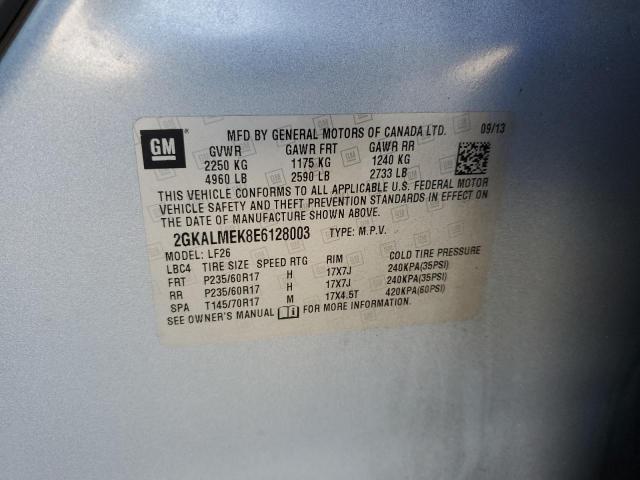 GM
®
MFD BY GENERAL MOTORS OF CANADA LTD. 09/13
GVWR GAWR FRT GAWR RR
2250 KG 1175 KG 1240 KG
4960 LB 2590 LB 2733 LB
THIS VEHICLE CONFORMS TO ALL APPLICABLE U.S. FEDERAL MOTOR
VEHICLE SAFETY AND THEFT PREVENTION STANDARDS IN EFFECT ON
THE DATE OF MANUFACTURE SHOWN ABOVE.
2GKALMEK8E6128003 TYPE: M.P.V.
MODEL: LF26
LBC4 TIRE SIZE SPEED RTG RIM COLD TIRE PRESSURE
FRT P235/60R17 H 17X7J 240KPA(35PSI)
RR P235/60R17 H 17X7J 240KPA(35PSI)
SPA T145/70R17 M 17X4.5T 420KPA(60PSI)
SEE OWNER'S MANUAL FOR MORE INFORMATION.